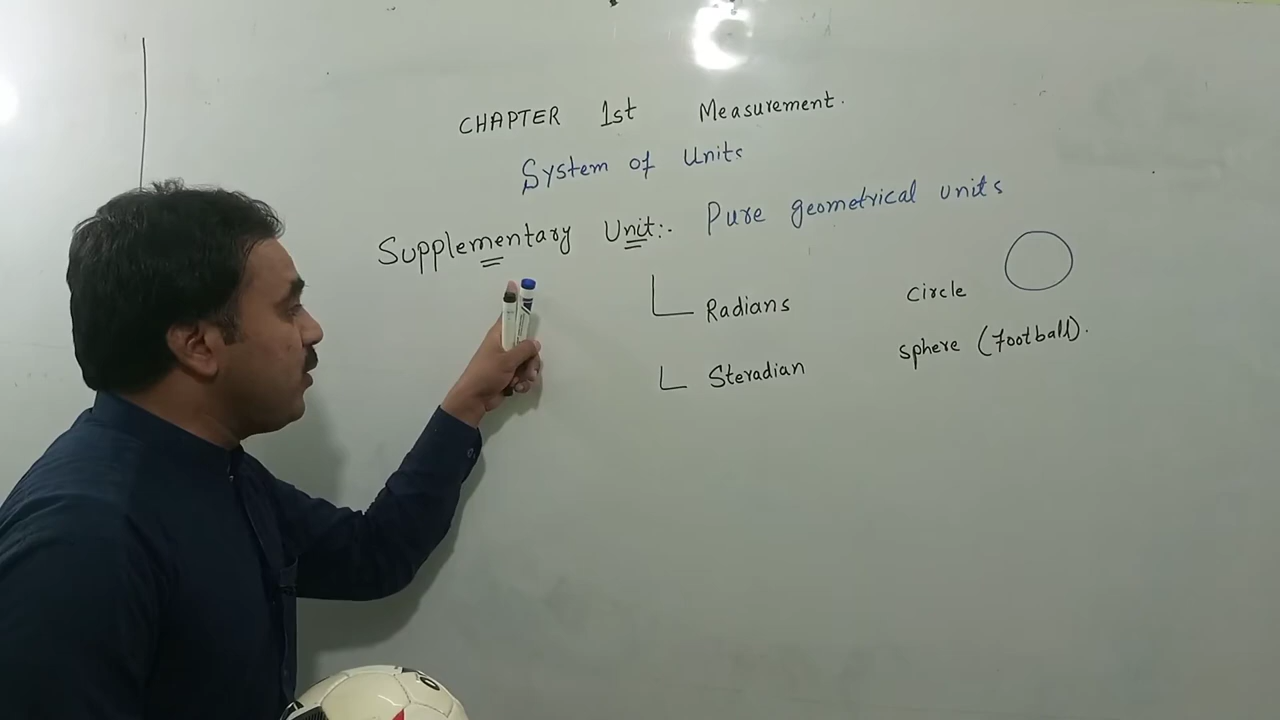 CHAPTER 1st Measurement.
System of Units
Supplementary Unit:. Pure geometrical units
Radians circle
Steradian sphere (Football).